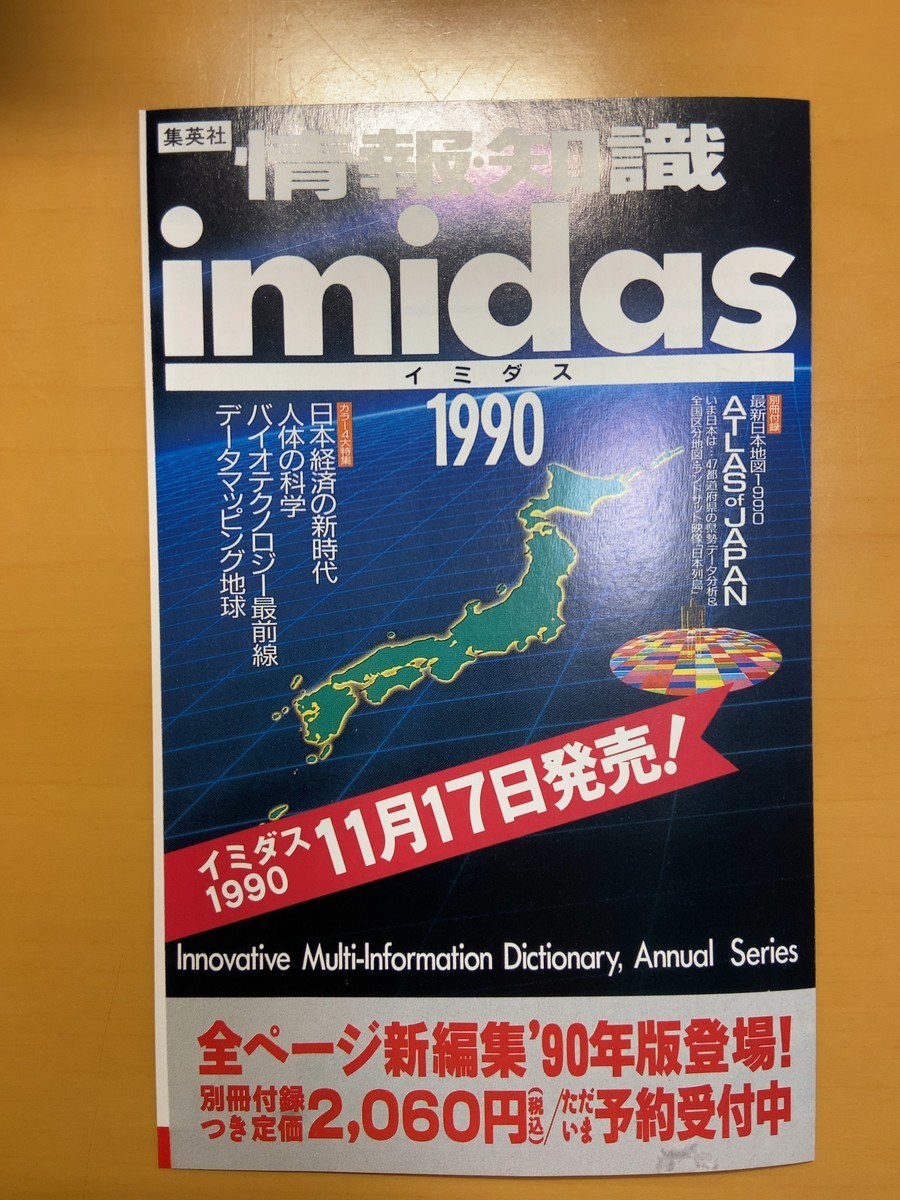 集英社
情報・知識
imidas
イミダス
1990
別冊付録
最新日本地図1990
ATLAS of JAPAN
いま日本は…47都道府県の県勢データ分析&
全国区分地図・ランドサット映像「日本列島」
カラー4大特集
日本経済の新時代
人体の科学
バイオテクノロジー最前線
データマッピング地球
イミダス
1990
11月17日発売!
Innovative Multi-Information Dictionary, Annual Series
全ページ新編集'90年版登場!
別冊付録
つき定価2,060円(税込)/ただいま予約受付中